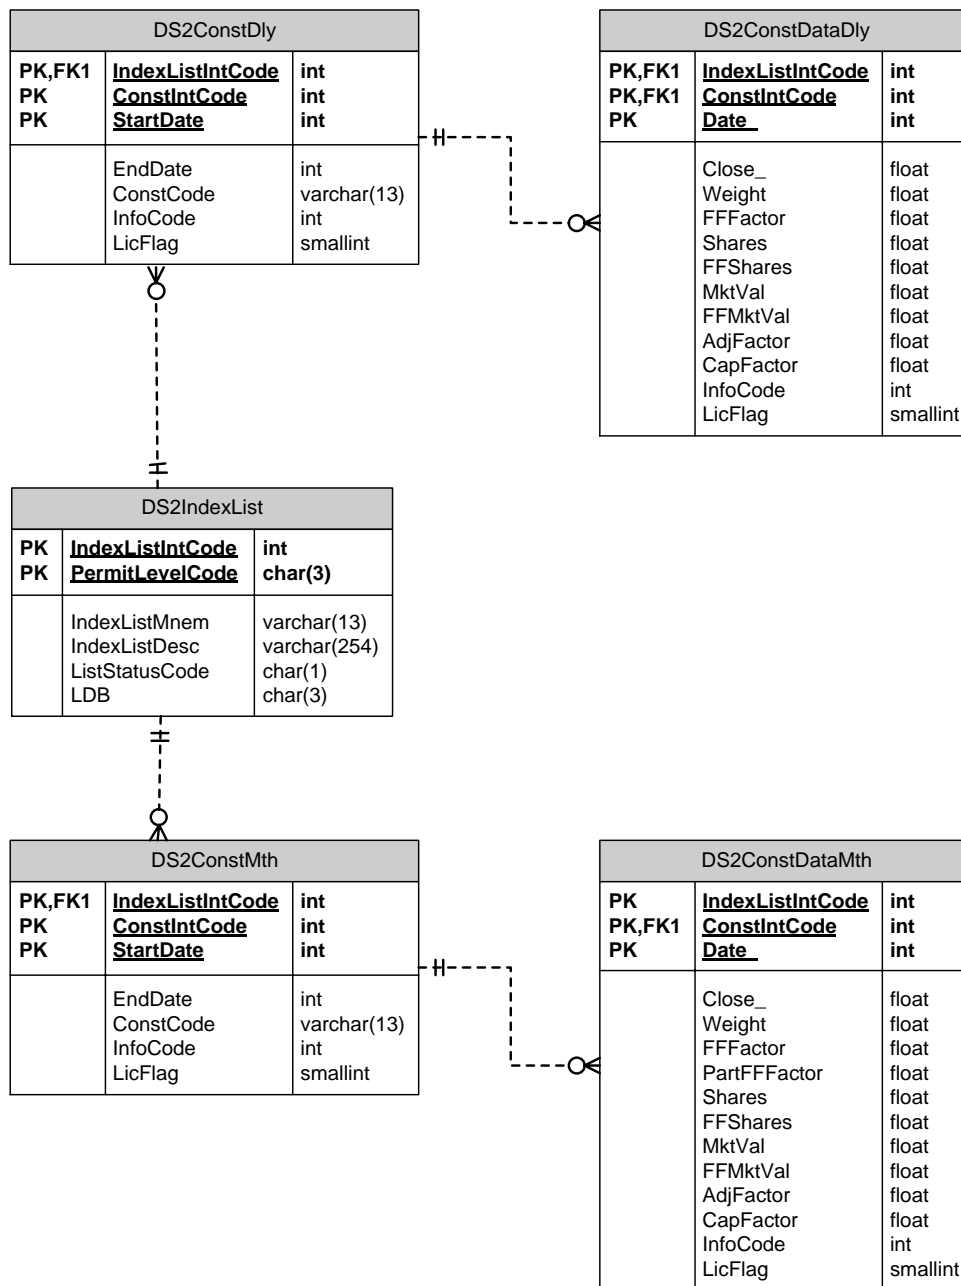 DS2ConstDly
PK,FK1 IndexListIntCode int
PK ConstIntCode int
PK StartDate int
EndDate int
ConstCode varchar(13)
InfoCode int
LicFlag smallint
DS2ConstDataDly
PK,FK1 IndexListIntCode int
PK,FK1 ConstIntCode int
PK Date_ int
Close_ float
Weight float
FFFactor float
Shares float
FFShares float
MktVal float
FFMktVal float
AdjFactor float
CapFactor float
InfoCode int
LicFlag smallint
DS2IndexList
PK IndexListIntCode int
PK PermitLevelCode char(3)
IndexListMnem varchar(13)
IndexListDesc varchar(254)
ListStatusCode char(1)
LDB char(3)
DS2ConstMth
PK,FK1 IndexListIntCode int
PK ConstIntCode int
PK StartDate int
EndDate int
ConstCode varchar(13)
InfoCode int
LicFlag smallint
DS2ConstDataMth
PK IndexListIntCode int
PK,FK1 ConstIntCode int
PK Date_ int
Close_ float
Weight float
FFFactor float
PartFFFactor float
Shares float
FFShares float
MktVal float
FFMktVal float
AdjFactor float
CapFactor float
InfoCode int
LicFlag smallint